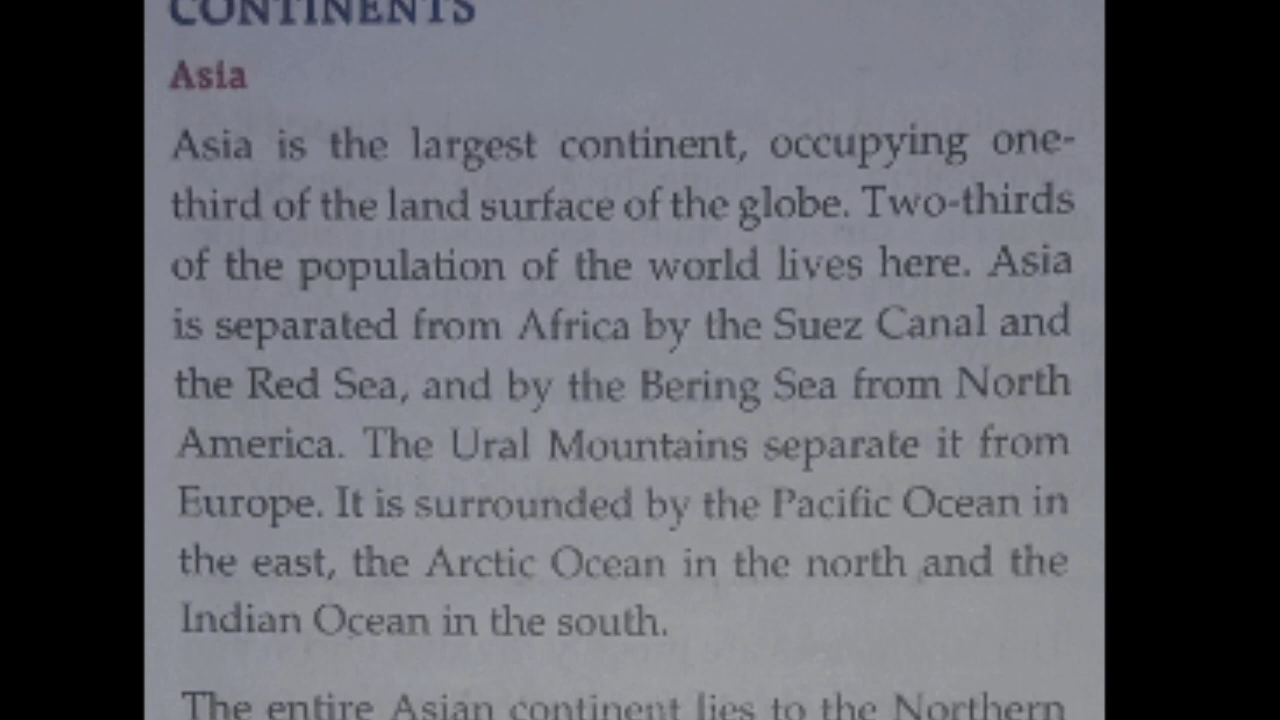 CONTINENTS
Asia
Asia is the largest continent, occupying one-
third of the land surface of the globe. Two-thirds
of the population of the world lives here. Asia
is separated from Africa by the Suez Canal and
the Red Sea, and by the Bering Sea from North
America. The Ural Mountains separate it from
Europe. It is surrounded by the Pacific Ocean in
the east, the Arctic Ocean in the north and the
Indian Ocean in the south.
The entire Asian continent lies to the Northern